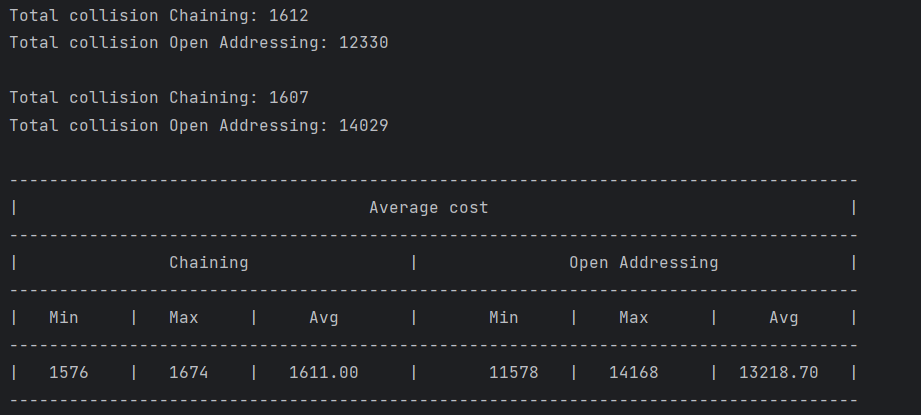 Total collision Chaining: 1612
Total collision Open Addressing: 12330
Total collision Chaining: 1607
Total collision Open Addressing: 14029
-------------------------------------------------------------------------------------
|                                   Average cost                                    |
-------------------------------------------------------------------------------------
|               Chaining                |               Open Addressing             |
-------------------------------------------------------------------------------------
|   Min     |   Max     |     Avg       |       Min     |    Max      |     Avg     |
-------------------------------------------------------------------------------------
|   1576    |   1674    |   1611.00     |       11578   |   14168     |  13218.70   |
-------------------------------------------------------------------------------------